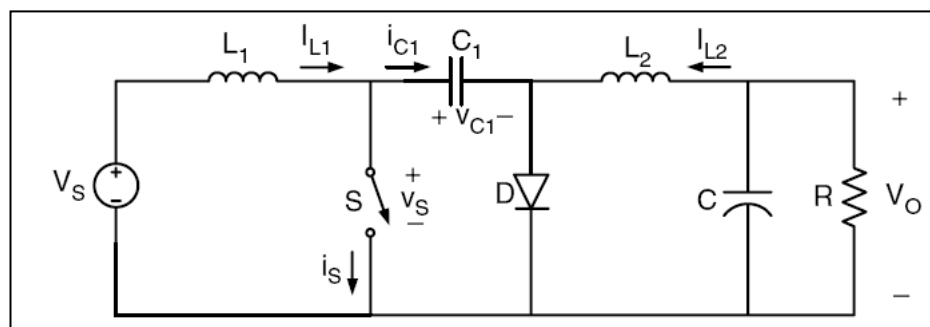 L1 IL1 iC1 C1 L2 IL2
+ vC1 −
+
VS + −
S + vS −
D
C
R
VO
iS
−